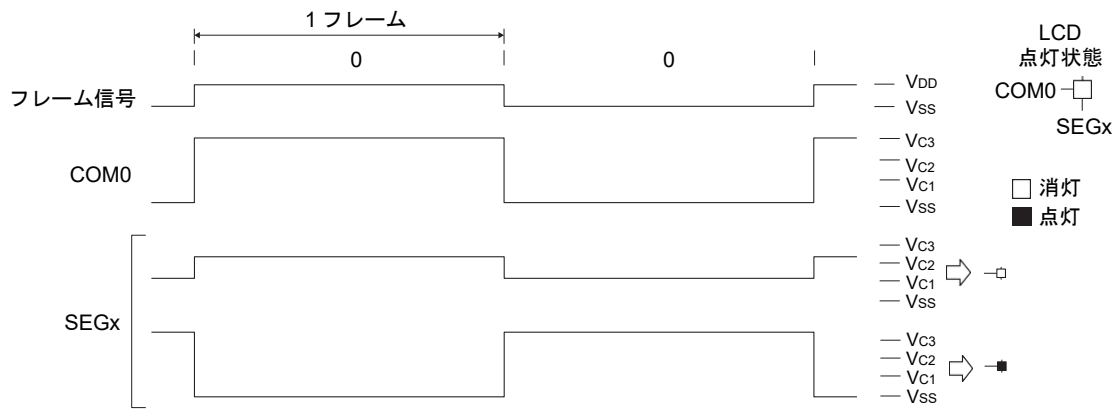 1 フレーム
0 0
フレーム信号
VDD
VSS
COM0
VC3
VC2
VC1
VSS
SEGx
VC3
VC2
VC1
VSS
VC3
VC2
VC1
VSS
LCD
点灯状態
COM0
SEGx
消灯
点灯